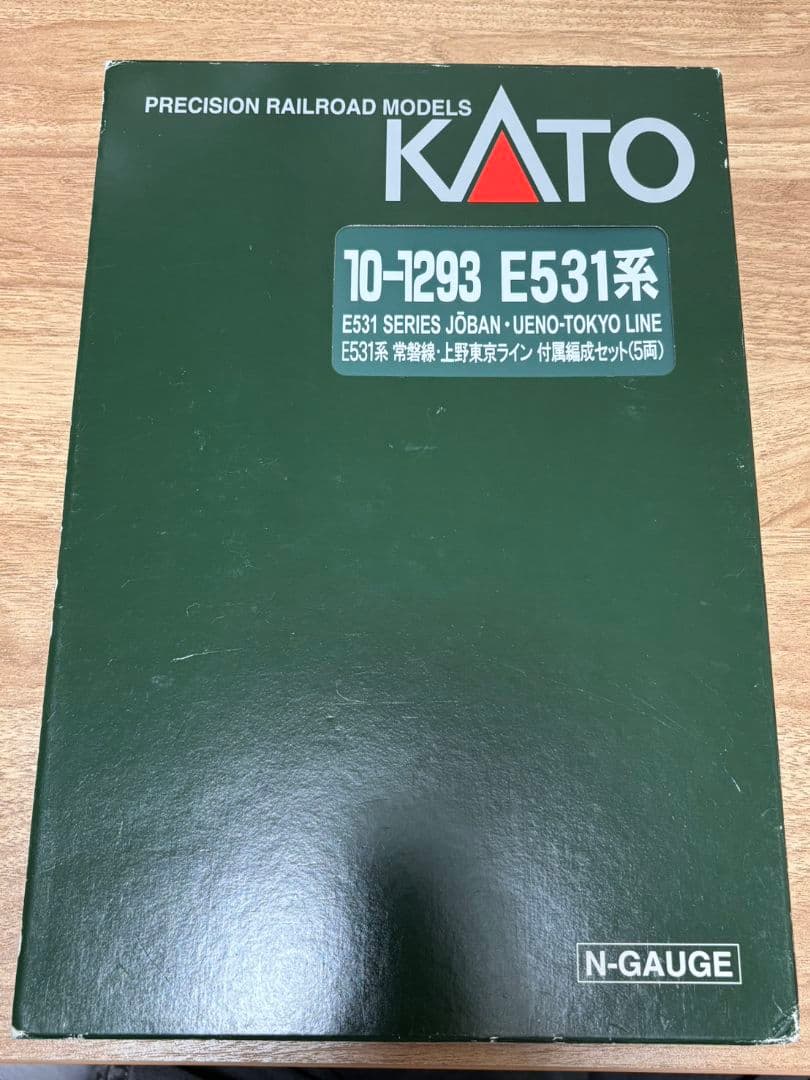 PRECISION RAILROAD MODELS
KATO
10-1293 E531系
E531 SERIES JŌBAN・UENO-TOKYO LINE
E531系 常磐線・上野東京ライン 付属編成セット(5両)
N-GAUGE